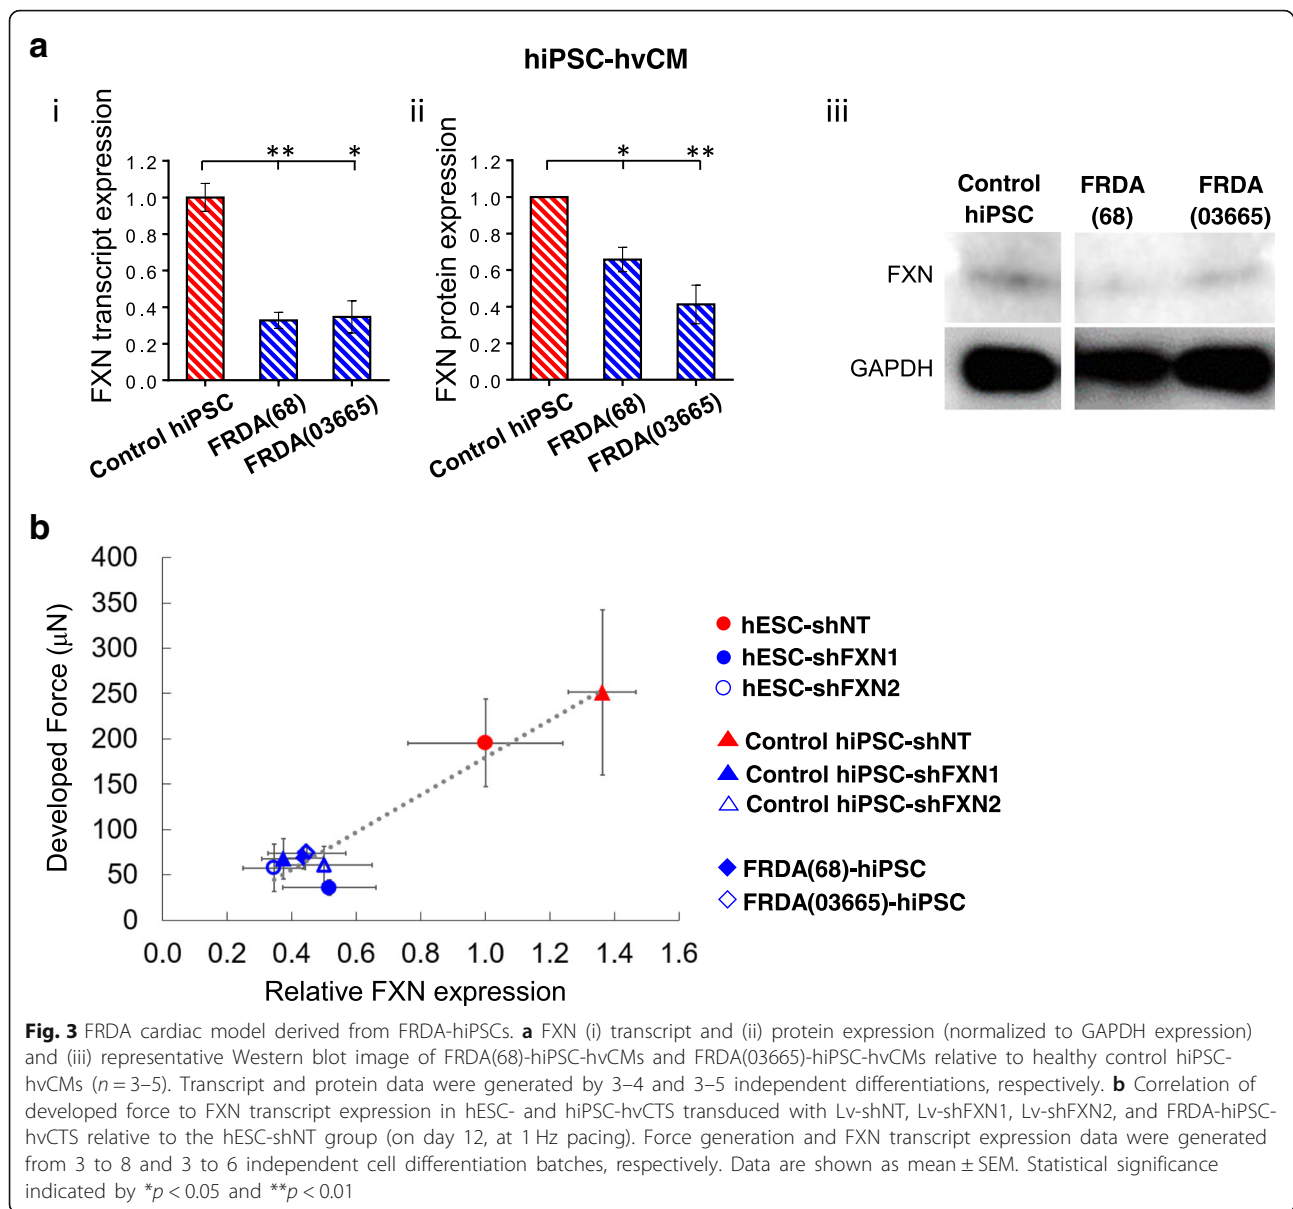 a
hiPSC-hvCM
i
FXN transcript expression
1.2
1.0
0.8
0.6
0.4
0.2
0.0
** *
Control hiPSC
FRDA(68)
FRDA(03665)
ii
FXN protein expression
1.2
1.0
0.8
0.6
0.4
0.2
0.0
* **
Control hiPSC
FRDA(68)
FRDA(03665)
iii
Control
hiPSC
FRDA
(68)
FRDA
(03665)
FXN
GAPDH
b
Developed Force (μN)
400
350
300
250
200
150
100
50
0
0.0 0.2 0.4 0.6 0.8 1.0 1.2 1.4 1.6
Relative FXN expression
hESC-shNT
hESC-shFXN1
hESC-shFXN2
Control hiPSC-shNT
Control hiPSC-shFXN1
Control hiPSC-shFXN2
FRDA(68)-hiPSC
FRDA(03665)-hiPSC
Fig. 3 FRDA cardiac model derived from FRDA-hiPSCs. a FXN (i) transcript and (ii) protein expression (normalized to GAPDH expression)
and (iii) representative Western blot image of FRDA(68)-hiPSC-hvCMs and FRDA(03665)-hiPSC-hvCMs relative to healthy control hiPSC-
hvCMs (n = 3–5). Transcript and protein data were generated by 3–4 and 3–5 independent differentiations, respectively. b Correlation of
developed force to FXN transcript expression in hESC- and hiPSC-hvCTS transduced with Lv-shNT, Lv-shFXN1, Lv-shFXN2, and FRDA-hiPSC-
hvCTS relative to the hESC-shNT group (on day 12, at 1 Hz pacing). Force generation and FXN transcript expression data were generated
from 3 to 8 and 3 to 6 independent cell differentiation batches, respectively. Data are shown as mean ± SEM. Statistical significance
indicated by *p < 0.05 and **p < 0.01